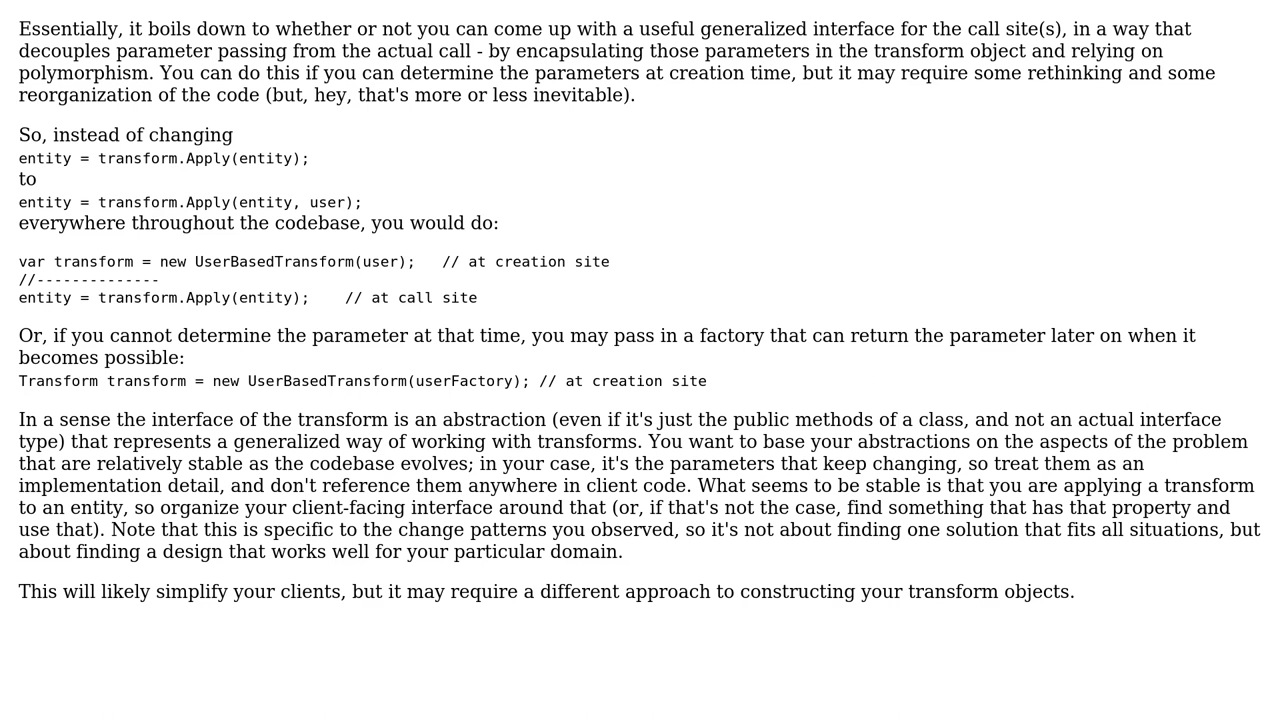 Essentially, it boils down to whether or not you can come up with a useful generalized interface for the call site(s), in a way that
decouples parameter passing from the actual call - by encapsulating those parameters in the transform object and relying on
polymorphism. You can do this if you can determine the parameters at creation time, but it may require some rethinking and some
reorganization of the code (but, hey, that's more or less inevitable).
So, instead of changing
entity = transform.Apply(entity);
to
entity = transform.Apply(entity, user);
everywhere throughout the codebase, you would do:
var transform = new UserBasedTransform(user);   // at creation site
//--------------
entity = transform.Apply(entity);    // at call site
Or, if you cannot determine the parameter at that time, you may pass in a factory that can return the parameter later on when it
becomes possible:
Transform transform = new UserBasedTransform(userFactory); // at creation site
In a sense the interface of the transform is an abstraction (even if it's just the public methods of a class, and not an actual interface
type) that represents a generalized way of working with transforms. You want to base your abstractions on the aspects of the problem
that are relatively stable as the codebase evolves; in your case, it's the parameters that keep changing, so treat them as an
implementation detail, and don't reference them anywhere in client code. What seems to be stable is that you are applying a transform
to an entity, so organize your client-facing interface around that (or, if that's not the case, find something that has that property and
use that). Note that this is specific to the change patterns you observed, so it's not about finding one solution that fits all situations, but
about finding a design that works well for your particular domain.
This will likely simplify your clients, but it may require a different approach to constructing your transform objects.